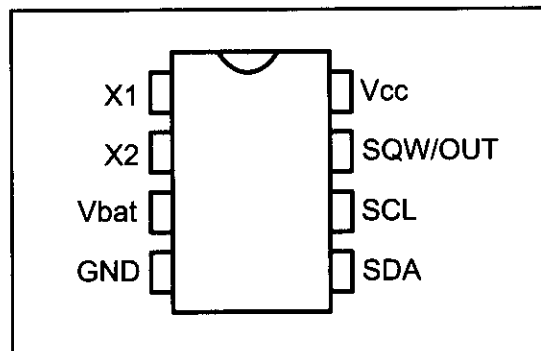 X1
Vcc
X2
SQW/OUT
Vbat
SCL
GND
SDA